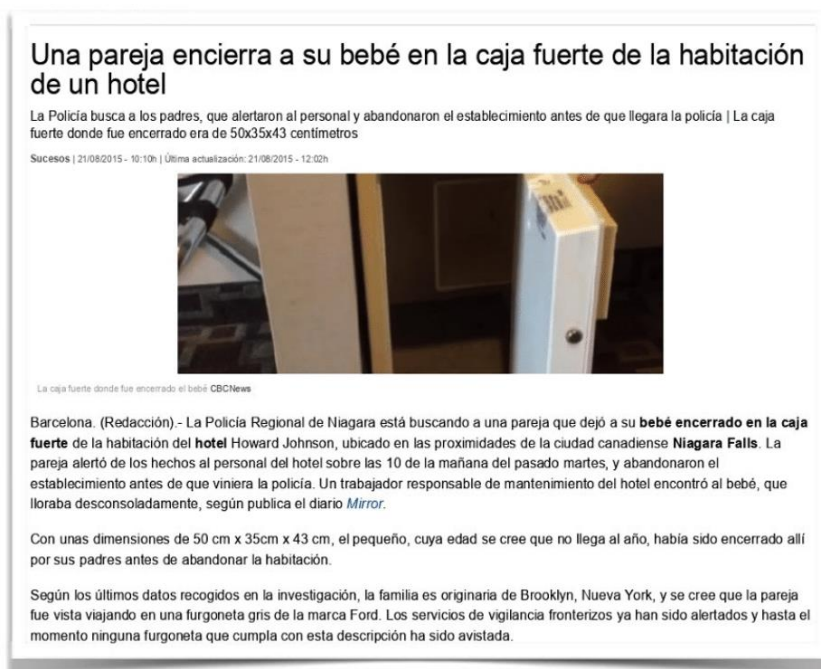 Una pareja encierra a su bebé en la caja fuerte de la habitación
de un hotel
La Policía busca a los padres, que alertaron al personal y abandonaron el establecimiento antes de que llegara la policía | La caja
fuerte donde fue encerrado era de 50x35x43 centímetros
Sucesos | 21/08/2015 - 10:10h | Última actualización: 21/08/2015 - 12:02h
La caja fuerte donde fue encerrado el bebé CBCNews
Barcelona. (Redacción).- La Policía Regional de Niagara está buscando a una pareja que dejó a su bebé encerrado en la caja
fuerte de la habitación del hotel Howard Johnson, ubicado en las proximidades de la ciudad canadiense Niagara Falls. La
pareja alertó de los hechos al personal del hotel sobre las 10 de la mañana del pasado martes, y abandonaron el
establecimiento antes de que viniera la policía. Un trabajador responsable de mantenimiento del hotel encontró al bebé, que
lloraba desconsoladamente, según publica el diario Mirror.
Con unas dimensiones de 50 cm x 35cm x 43 cm, el pequeño, cuya edad se cree que no llega al año, había sido encerrado allí
por sus padres antes de abandonar la habitación.
Según los últimos datos recogidos en la investigación, la familia es originaria de Brooklyn, Nueva York, y se cree que la pareja
fue vista viajando en una furgoneta gris de la marca Ford. Los servicios de vigilancia fronterizos ya han sido alertados y hasta el
momento ninguna furgoneta que cumpla con esta descripción ha sido avistada.